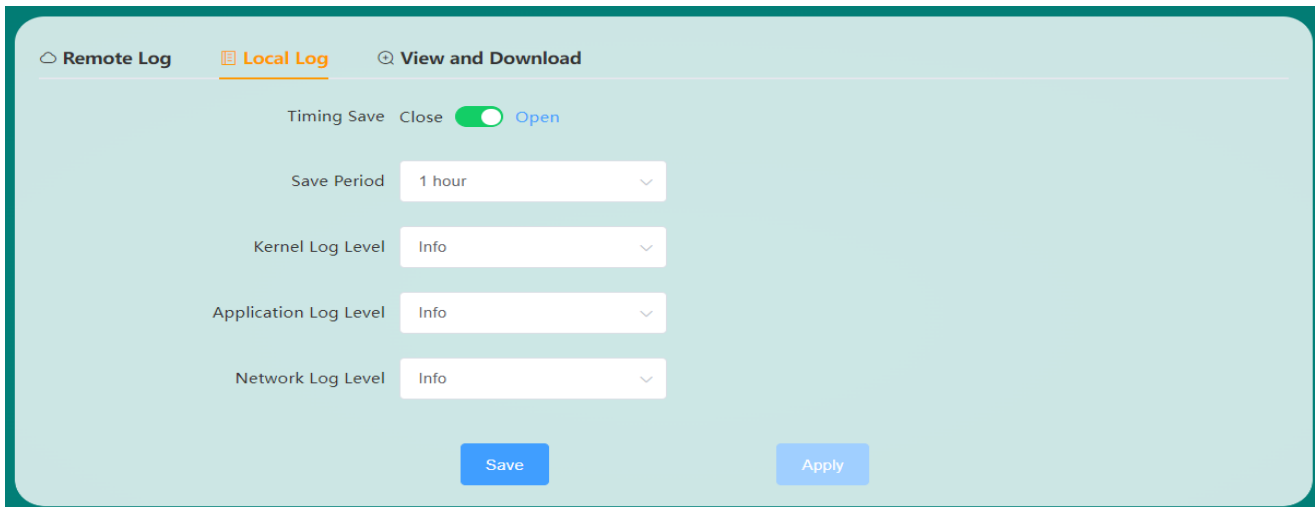 Remote Log Local Log View and Download
Timing Save Close Open
Save Period 1 hour
Kernel Log Level Info
Application Log Level Info
Network Log Level Info
Save Apply